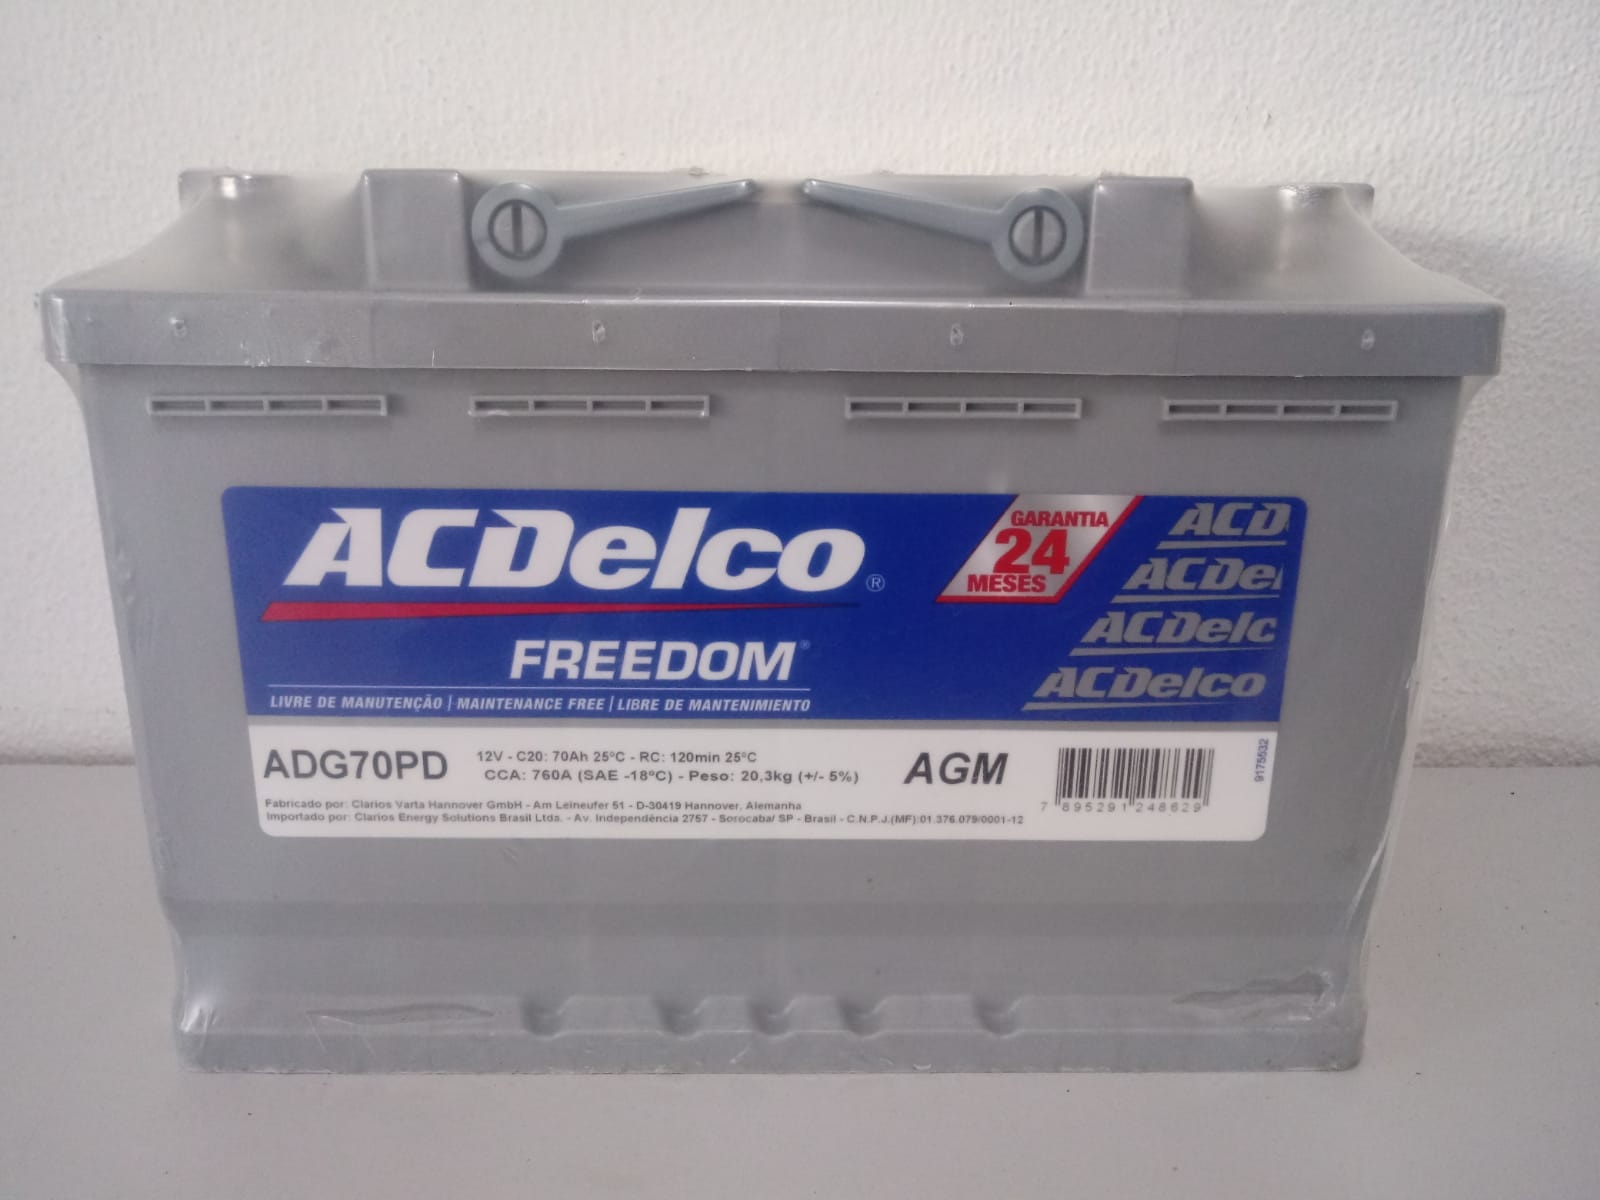 ACDelco®
GARANTIA
24
MESES
ACD
ACDel
ACDelc
ACDelco
FREEDOM®
LIVRE DE MANUTENÇÃO | MAINTENANCE FREE | LIBRE DE MANTENIMIENTO
ADG70PD
12V - C20: 70Ah 25ºC - RC: 120min 25ºC
CCA: 760A (SAE -18ºC) - Peso: 20,3kg (+/- 5%)
AGM
Fabricado por: Clarios Varta Hannover GmbH - Am Leineufer 51 - D-30419 Hannover, Alemanha
Importado por: Clarios Energy Solutions Brasil Ltda. - Av. Independência 2757 - Sorocaba/ SP - Brasil - C.N.P.J.(MF):01.376.079/0001-12
7 895291 248629
9175532